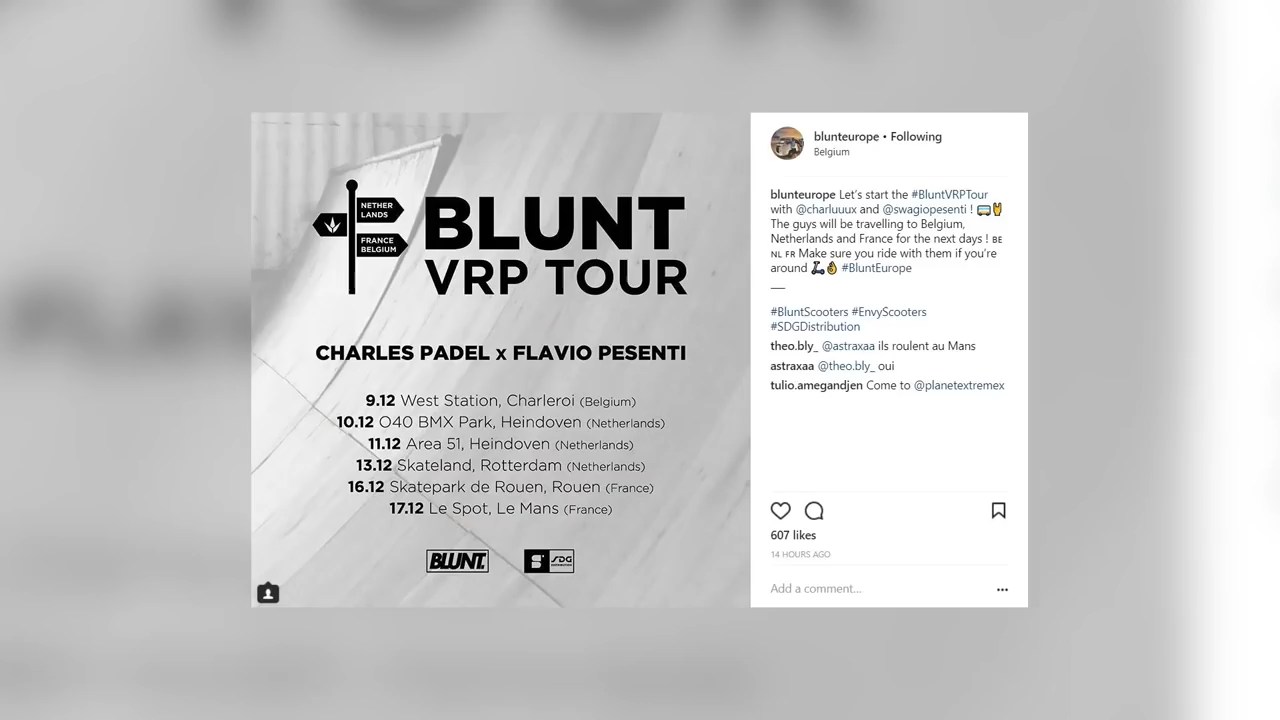 NETHER
LANDS
FRANCE
BELGIUM
BLUNT
VRP TOUR
CHARLES PADEL x FLAVIO PESENTI
9.12 West Station, Charleroi (Belgium)
10.12 O40 BMX Park, Heindoven (Netherlands)
11.12 Area 51, Heindoven (Netherlands)
13.12 Skateland, Rotterdam (Netherlands)
16.12 Skatepark de Rouen, Rouen (France)
17.12 Le Spot, Le Mans (France)
BLUNT.
SDG
blunteurope • Following
Belgium
blunteurope Let's start the #BluntVRPTour
with @charluuux and @swagiopesenti ! 🚌🤘
The guys will be travelling to Belgium,
Netherlands and France for the next days ! BE
NL FR Make sure you ride with them if you're
around 🛴👌 #BluntEurope
—
#BluntScooters #EnvyScooters
#SDGDistribution
theo.bly_ @astraxaa ils roulent au Mans
astraxaa @theo.bly_ oui
tulio.amegandjen Come to @planetextremex
607 likes
14 HOURS AGO
Add a comment...